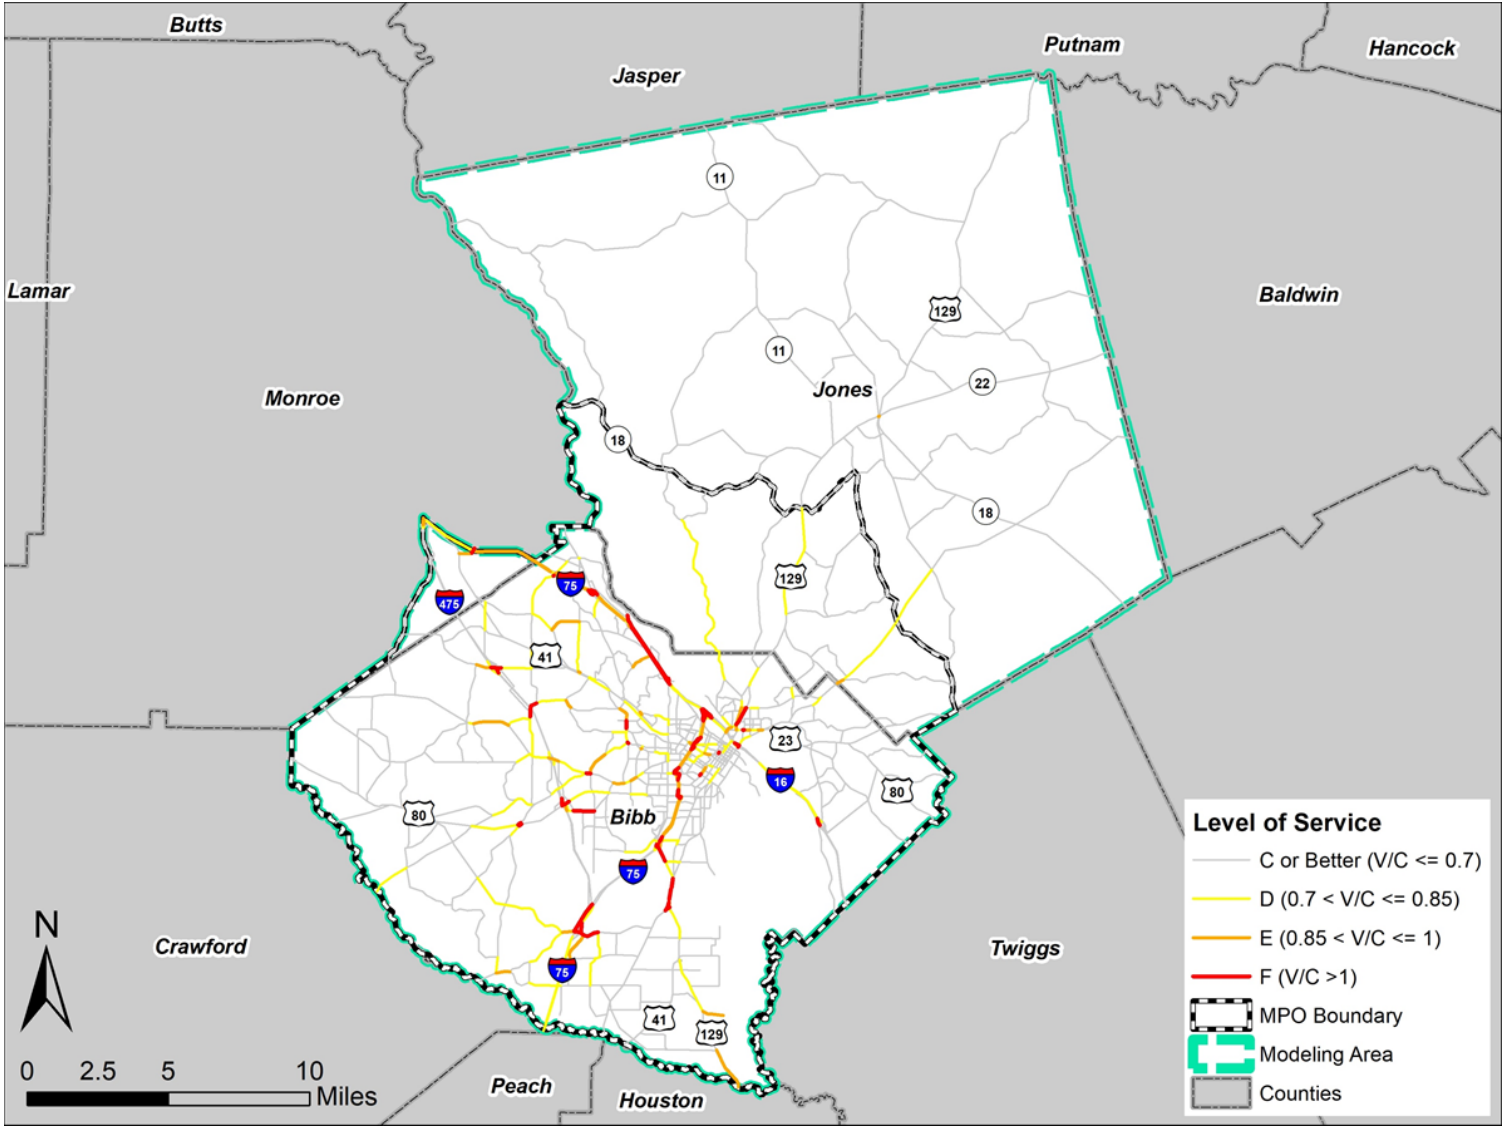 Butts
Putnam
Hancock
Jasper
11
Lamar
Baldwin
129
11
22
Jones
Monroe
18
18
129
75
475
41
23
16
80
80
Bibb
75
Level of Service
C or Better (V/C <= 0.7)
D (0.7 < V/C <= 0.85)
E (0.85 < V/C <= 1)
F (V/C >1)
MPO Boundary
Modeling Area
Counties
N
Crawford
Twiggs
75
41
129
0 2.5 5 10
Miles
Peach
Houston